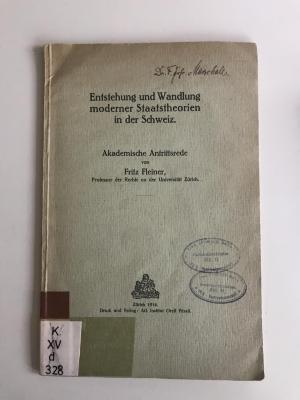 Entstehung und Wandlung
moderner Staatstheorien
in der Schweiz.
Akademische Antrittsrede
von
Fritz Fleiner,
Professor der Rechte an der Universität Zürich.
Zürich 1916.
Druck und Verlag: Art. Institut Orell Füssli.
K
XV
d
328